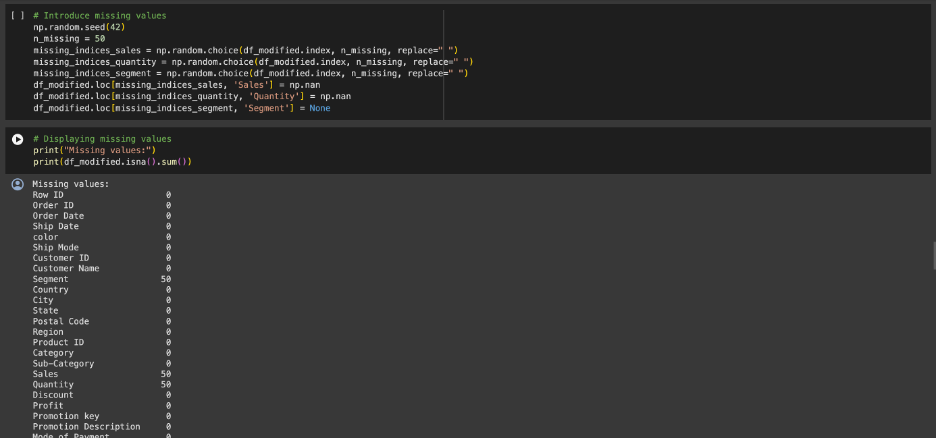 [ ] # Introduce missing values
np.random.seed(42)
n_missing = 50
missing_indices_sales = np.random.choice(df_modified.index, n_missing, replace=" ")
missing_indices_quantity = np.random.choice(df_modified.index, n_missing, replace=" ")
missing_indices_segment = np.random.choice(df_modified.index, n_missing, replace=" ")
df_modified.loc[missing_indices_sales, 'Sales'] = np.nan
df_modified.loc[missing_indices_quantity, 'Quantity'] = np.nan
df_modified.loc[missing_indices_segment, 'Segment'] = None
# Displaying missing values
print("Missing values:")
print(df_modified.isna().sum())
Missing values:
Row ID 0
Order ID 0
Order Date 0
Ship Date 0
color 0
Ship Mode 0
Customer ID 0
Customer Name 0
Segment 50
Country 0
City 0
State 0
Postal Code 0
Region 0
Product ID 0
Category 0
Sub-Category 0
Sales 50
Quantity 50
Discount 0
Profit 0
Promotion key 0
Promotion Description 0
Mode of Payment 0